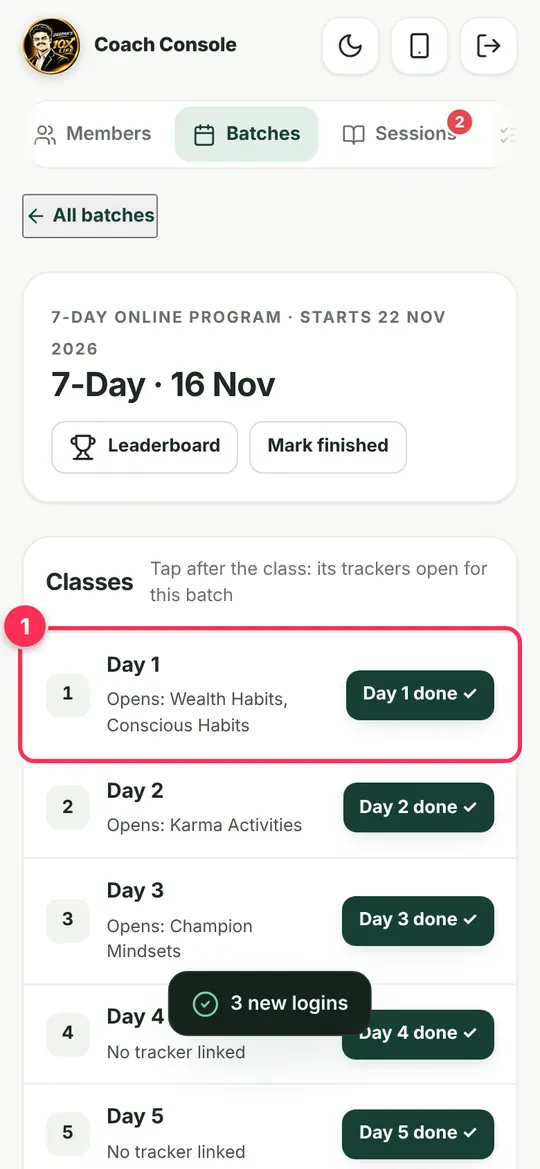 Coach Console
Members
Batches
Sessions
2
← All batches
7-DAY ONLINE PROGRAM · STARTS 22 NOV
2026
7-Day · 16 Nov
Leaderboard
Mark finished
Classes
Tap after the class: its trackers open for
this batch
1
1
Day 1
Opens: Wealth Habits,
Conscious Habits
Day 1 done ✓
2
Day 2
Opens: Karma Activities
Day 2 done ✓
3
Day 3
Opens: Champion
Mindsets
Day 3 done ✓
3 new logins
4
Day 4
No tracker linked
Day 4 done ✓
5
Day 5
No tracker linked
Day 5 done ✓